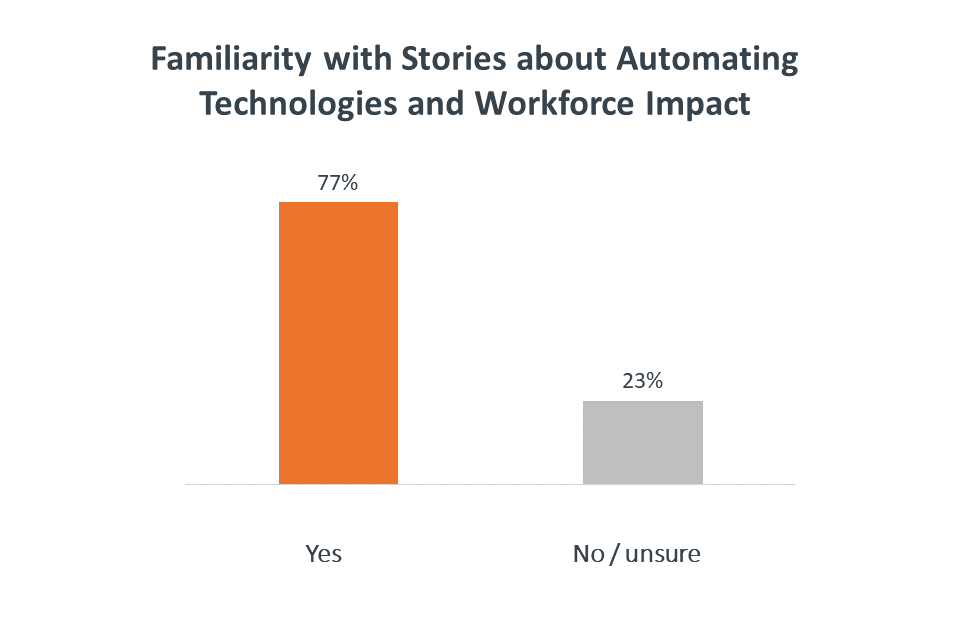 Familiarity with Stories about Automating
Technologies and Workforce Impact
77%
23%
Yes
No / unsure